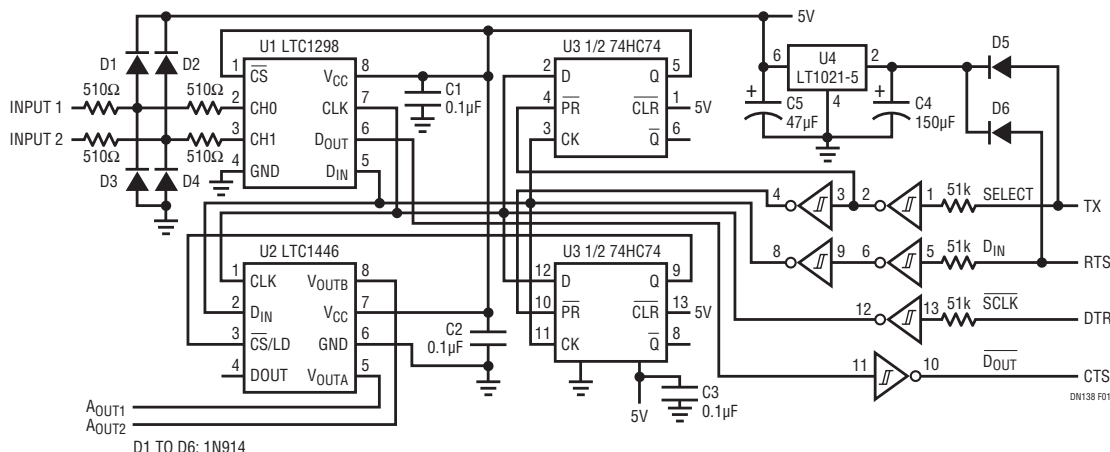 5V
D1
D2
D3
D4
510Ω
510Ω
510Ω
510Ω
INPUT 1
INPUT 2
U1 LTC1298
1 CS VCC 8
2 CH0 CLK 7
3 CH1 DOUT 6
4 GND DIN 5
C1
0.1µF
U3 1/2 74HC74
2 D Q 5
4 PR CLR 1 5V
3 CK Q 6
6 U4 2
LT1021-5
4
+ C5
47µF
+ C4
150µF
D5
D6
4 3 2 1 51k SELECT TX
8 9 6 5 51k DIN RTS
12 13 51k SCLK DTR
11 10 DOUT CTS
U2 LTC1446
1 CLK VOUTB 8
2 DIN VCC 7
3 CS/LD GND 6
4 DOUT VOUTA 5
C2
0.1µF
U3 1/2 74HC74
12 D Q 9
10 PR CLR 13 5V
11 CK Q 8
5V
C3
0.1µF
AOUT1
AOUT2
D1 TO D6: 1N914
DN138 F01